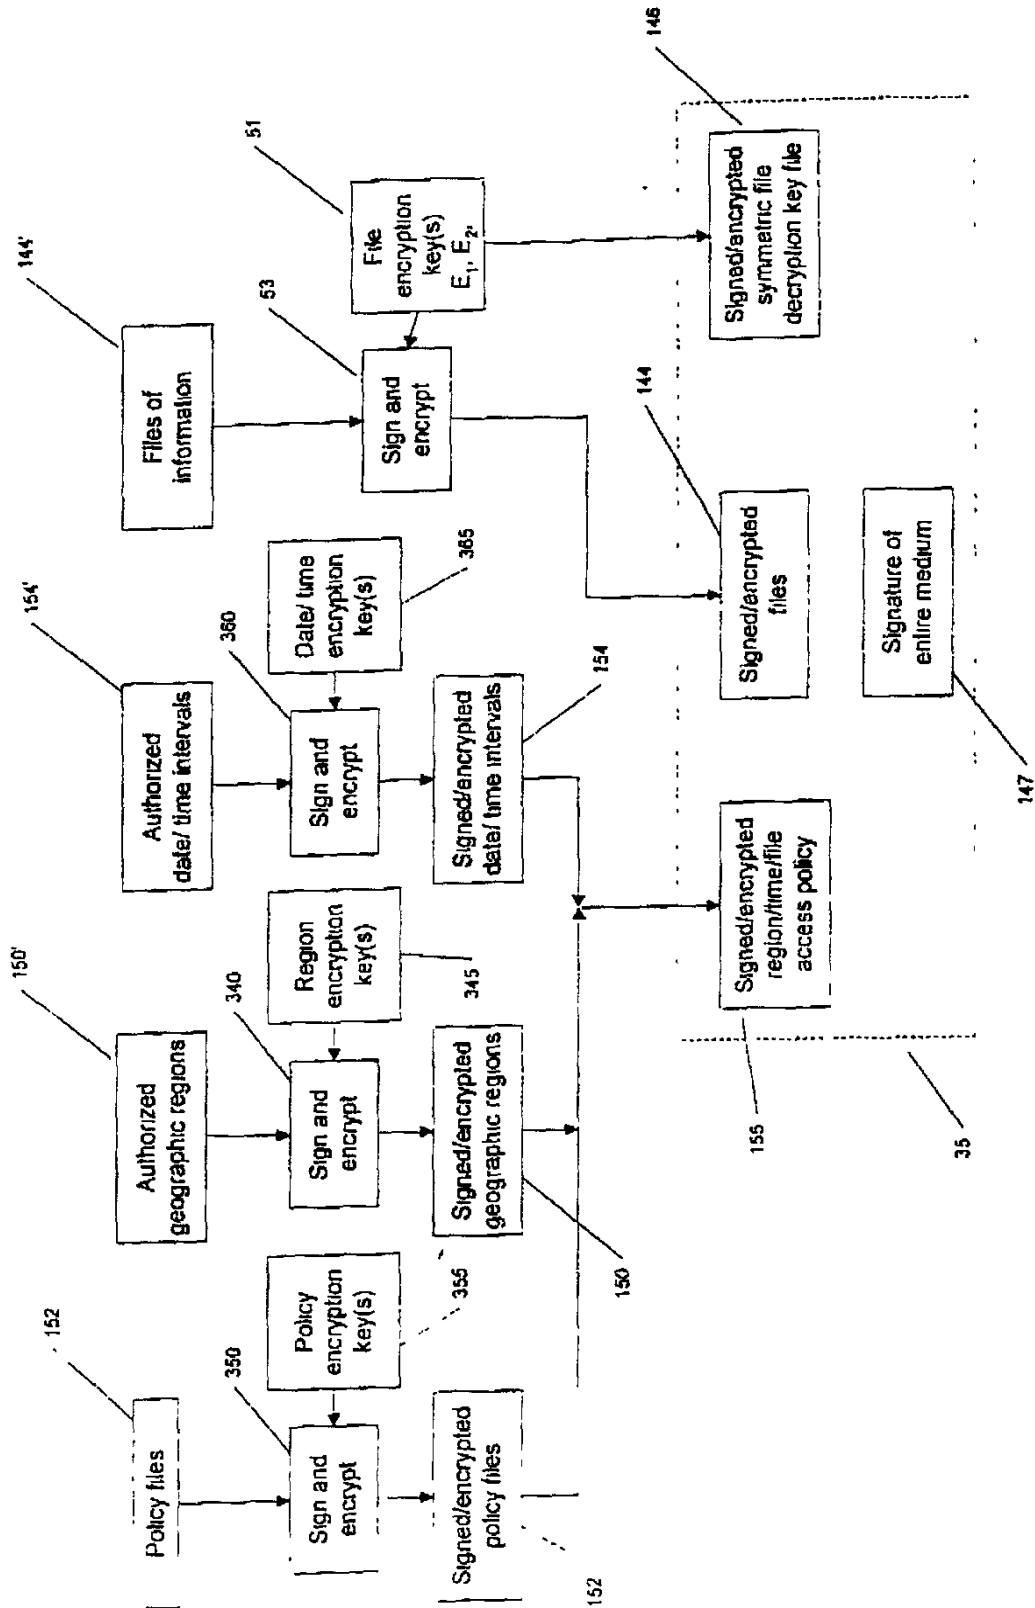 152
Policy files
350
Sign and
encrypt
Policy
encryption
key(s)
355
Signed/encrypted
policy files
152
150'
Authorized
geographic regions
340
Sign and
encrypt
Region
encryption
key(s)
345
Signed/encrypted
geographic regions
150
154'
Authorized
date/ time intervals
360
Sign and
encrypt
Date/ time
encryption
key(s)
365
Signed/encrypted
data/ time intervals
154
144'
Files of
information
53
Sign and
encrypt
51
File
encryption
key(s)
E1, E2,
155
Signed/encrypted
region/time/file
access policy
144
Signed/encrypted
files
146
Signed/encrypted
symmetric file
decryption key file
Signature of
entire medium
147
35